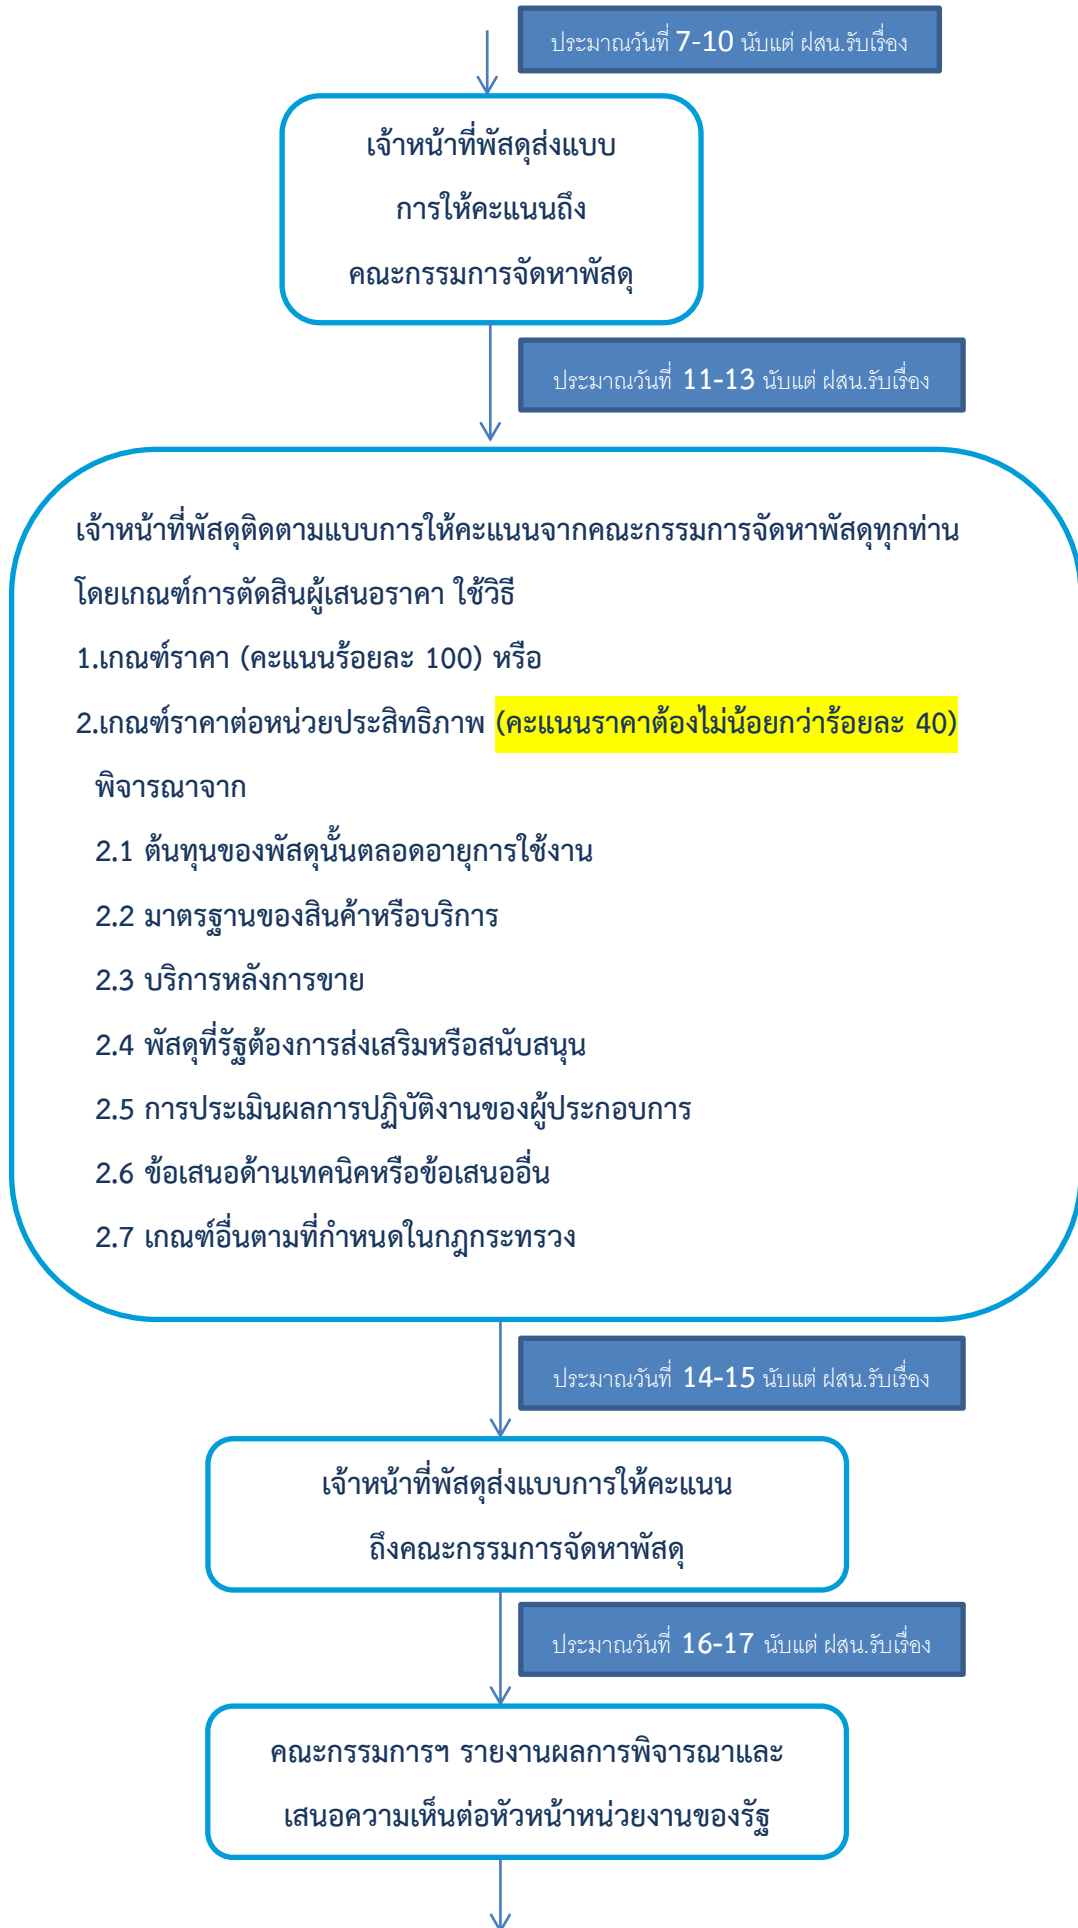 ประมาณวันที่ 7-10 นับแต่ ฝสน.รับเรื่อง
เจ้าหน้าที่พัสดุส่งแบบ
การให้คะแนนถึง
คณะกรรมการจัดหาพัสดุ
ประมาณวันที่ 11-13 นับแต่ ฝสน.รับเรื่อง
เจ้าหน้าที่พัสดุติดตามแบบการให้คะแนนจากคณะกรรมการจัดหาพัสดุทุกท่าน
โดยเกณฑ์การตัดสินผู้เสนอราคา ใช้วิธี
1.เกณฑ์ราคา (คะแนนร้อยละ 100) หรือ
2.เกณฑ์ราคาต่อหน่วยประสิทธิภาพ (คะแนนราคาต้องไม่น้อยกว่าร้อยละ 40)
พิจารณาจาก
2.1 ต้นทุนของพัสดุนั้นตลอดอายุการใช้งาน
2.2 มาตรฐานของสินค้าหรือบริการ
2.3 บริการหลังการขาย
2.4 พัสดุที่รัฐต้องการส่งเสริมหรือสนับสนุน
2.5 การประเมินผลการปฏิบัติงานของผู้ประกอบการ
2.6 ข้อเสนอด้านเทคนิคหรือข้อเสนออื่น
2.7 เกณฑ์อื่นตามที่กำหนดในกฎกระทรวง
ประมาณวันที่ 14-15 นับแต่ ฝสน.รับเรื่อง
เจ้าหน้าที่พัสดุส่งแบบการให้คะแนน
ถึงคณะกรรมการจัดหาพัสดุ
ประมาณวันที่ 16-17 นับแต่ ฝสน.รับเรื่อง
คณะกรรมการฯ รายงานผลการพิจารณาและ
เสนอความเห็นต่อหัวหน้าหน่วยงานของรัฐ